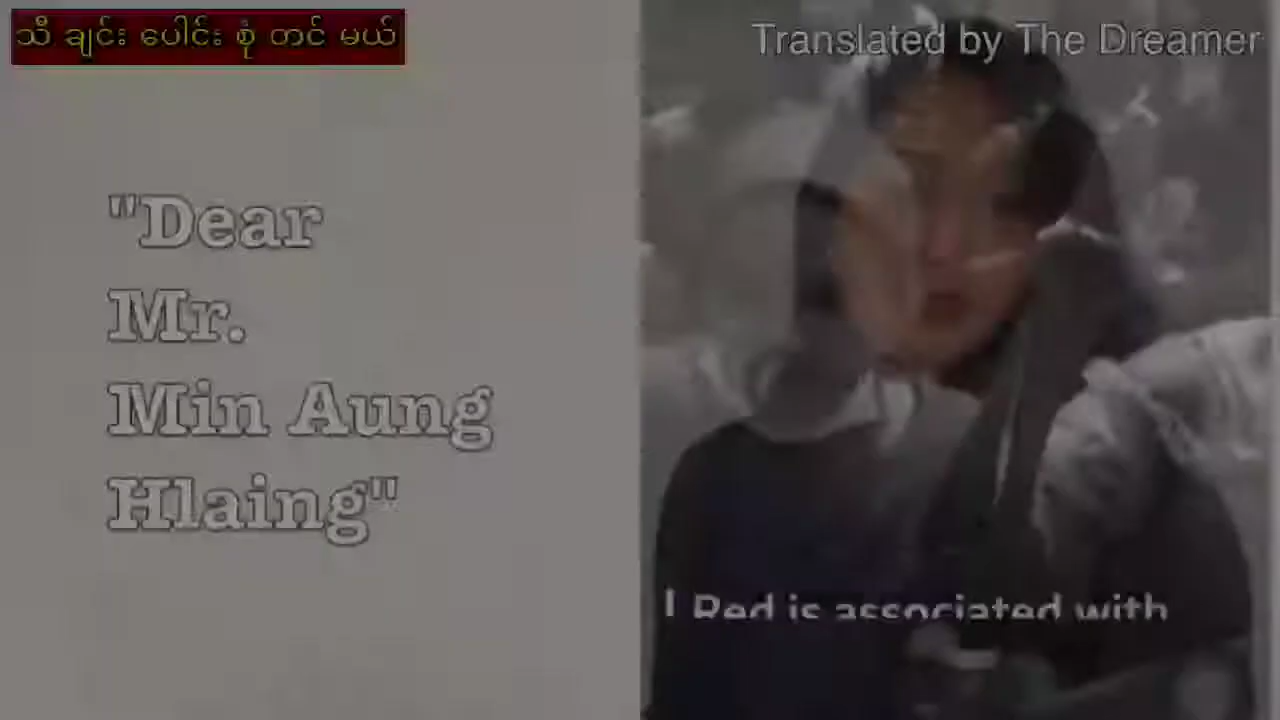 သီ ချင်း ပေါင်း စုံ တင် မယ်
Translated by The Dreamer
"Dear
Mr.
Min Aung
Hlaing"
Red is associated with